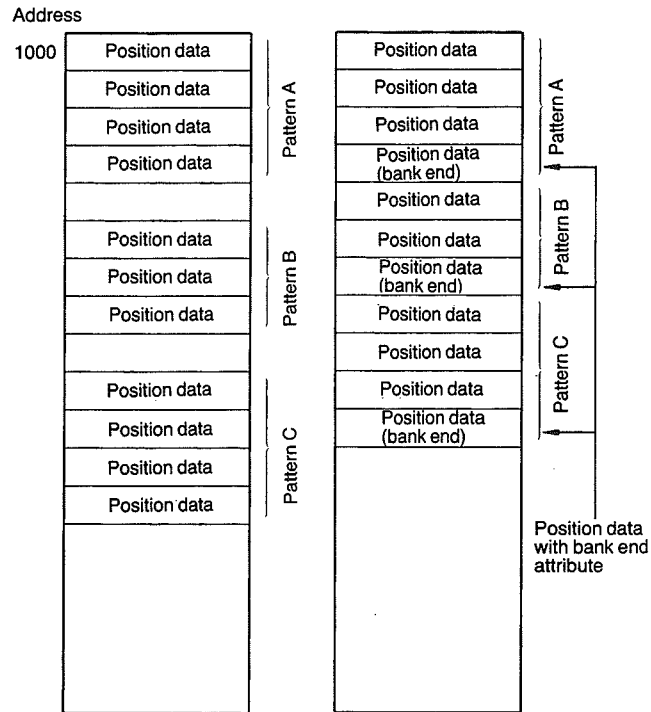 Address
1000
Position data
Position data
Position data
Position data
Pattern A
Position data
Position data
Position data
Pattern B
Position data
Position data
Position data
Position data
Pattern C
Position data
Position data
Position data
Position data
(bank end)
Pattern A
Position data
Position data
Position data
(bank end)
Pattern B
Position data
Position data
Position data
Position data
(bank end)
Pattern C
Position data
with bank end
attribute